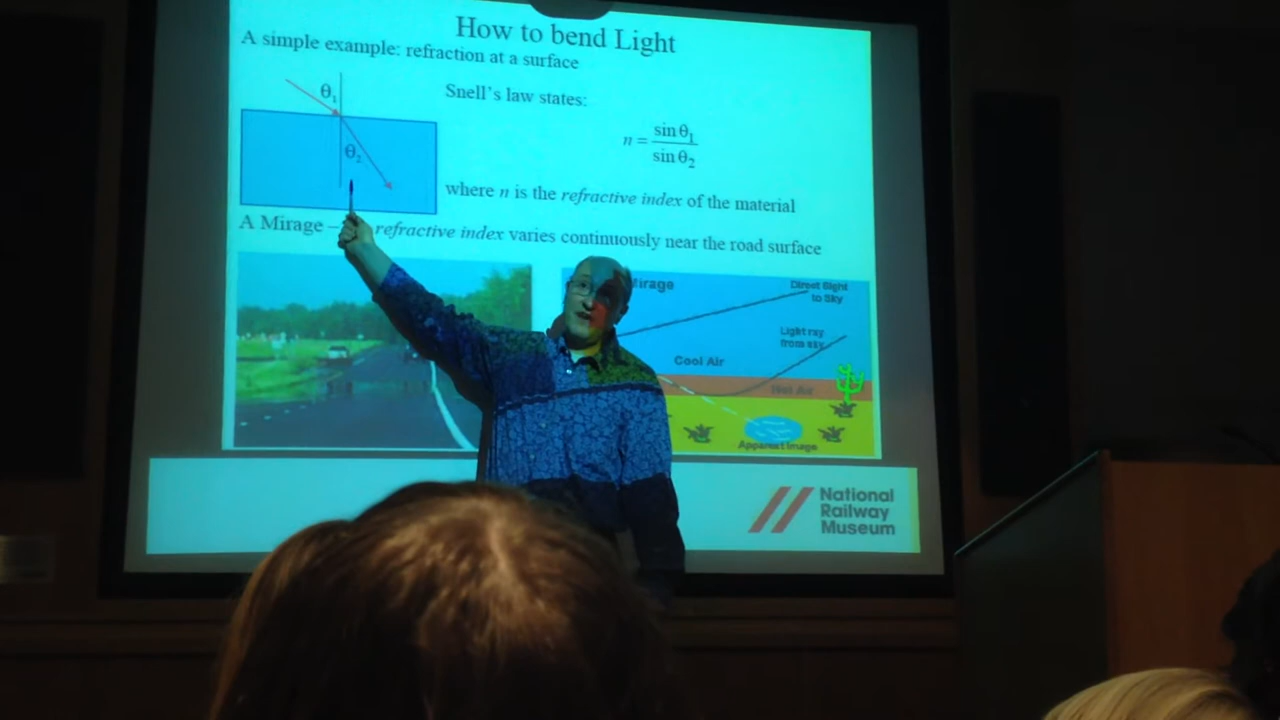 How to bend Light
A simple example: refraction at a surface
θ1
Snell's law states:
n = sin θ1
sin θ2
θ2
where n is the refractive index of the material
A Mirage – refractive index varies continuously near the road surface
Mirage
Direct Sight
to Sky
Light ray
from sky
Cool Air
Hot Air
Apparent Image
National
Railway
Museum